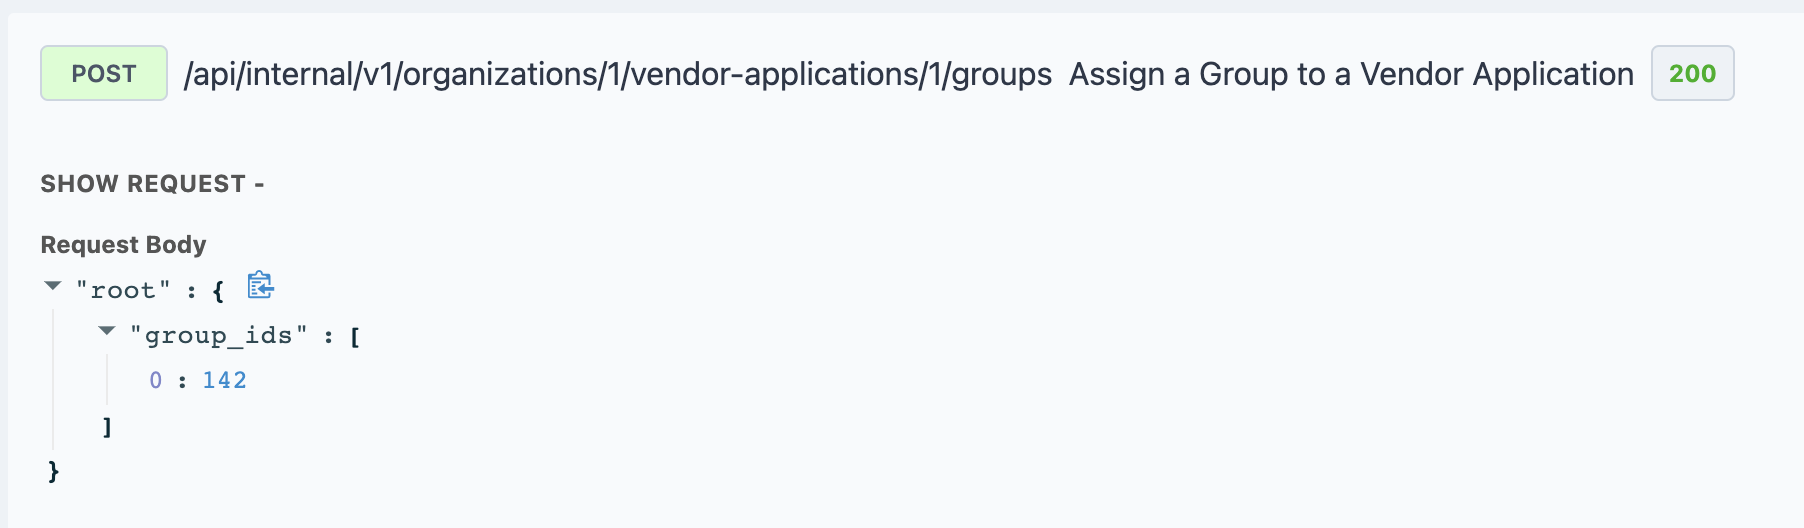 POST /api/internal/v1/organizations/1/vendor-applications/1/groups Assign a Group to a Vendor Application 200
SHOW REQUEST -
Request Body
"root" : {
"group_ids" : [
0 : 142
]
}